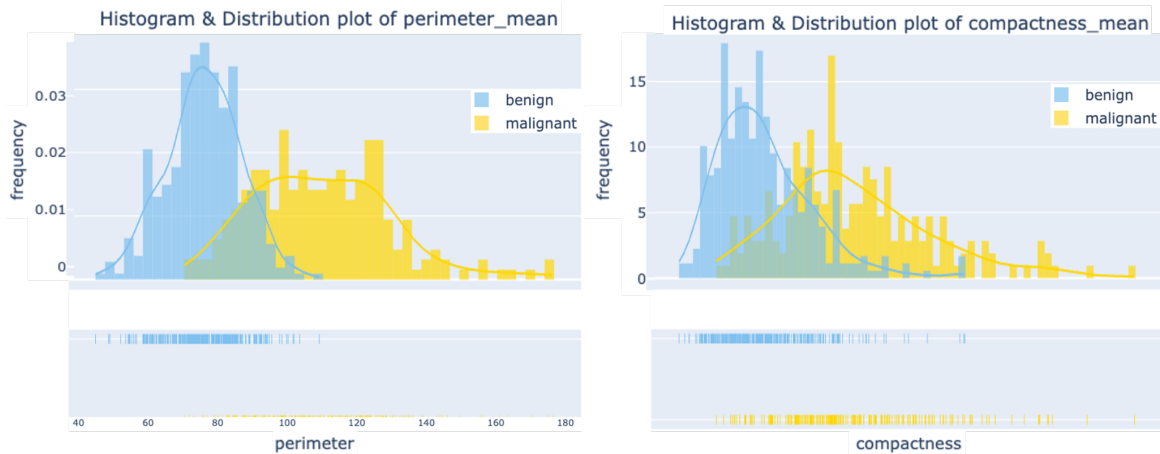 Histogram & Distribution plot of perimeter_mean
0.03
0.02
0.01
0
frequency
benign
malignant
40 60 80 100 120 140 160 180
perimeter
Histogram & Distribution plot of compactness_mean
15
10
5
0
frequency
benign
malignant
compactness